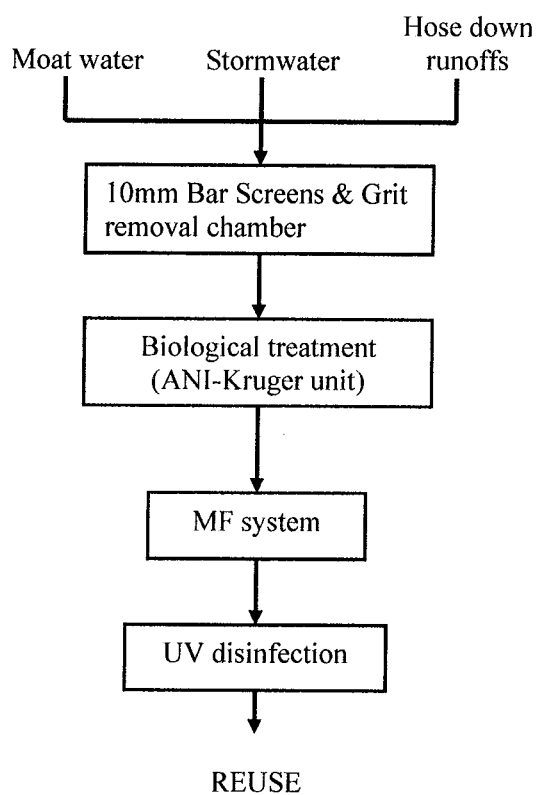 Moat water
Stormwater
Hose down
runoffs
10mm Bar Screens & Grit
removal chamber
Biological treatment
(ANI-Kruger unit)
MF system
UV disinfection
REUSE